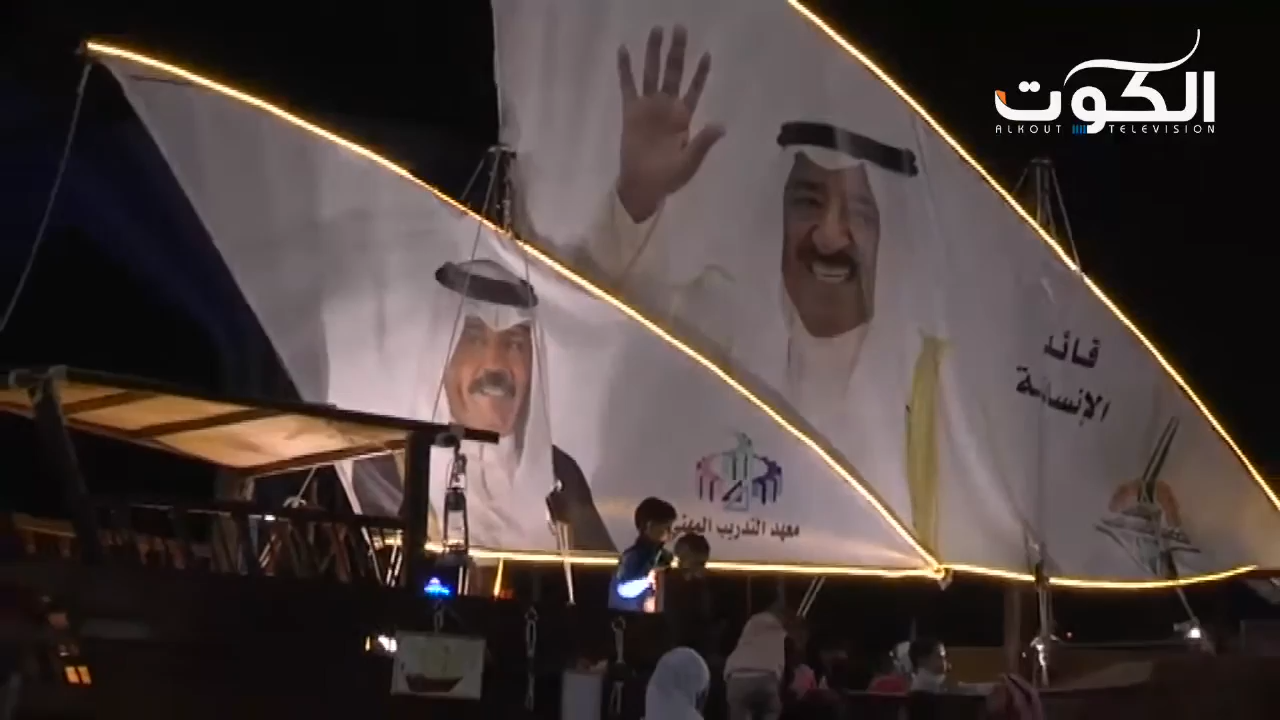 الكوت
ALKOUT TELEVISION
قائد
الإنسانية
معهد التدريب المهني